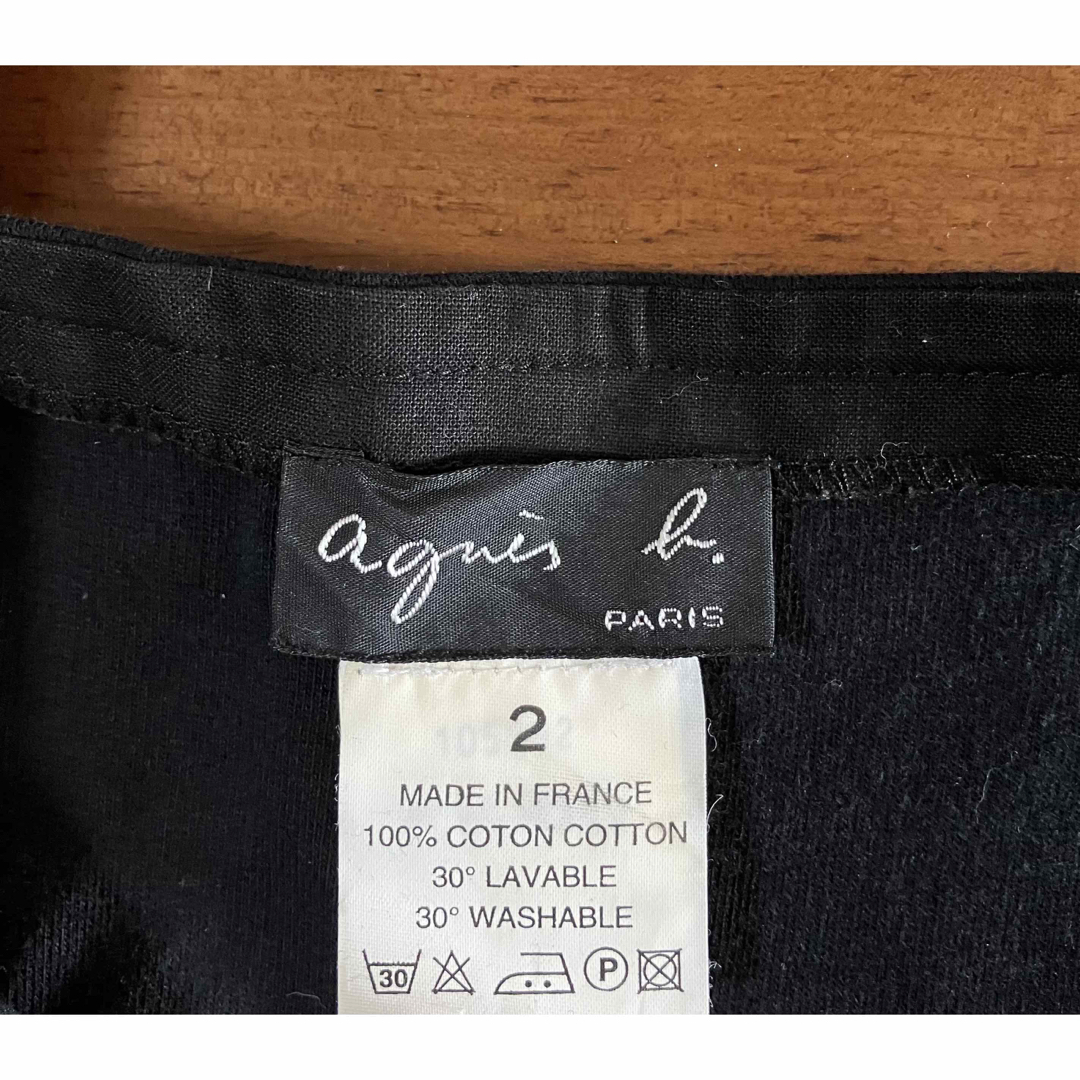 agnès b.
PARIS
2
MADE IN FRANCE
100% COTON COTTON
30° LAVABLE
30° WASHABLE
30 P